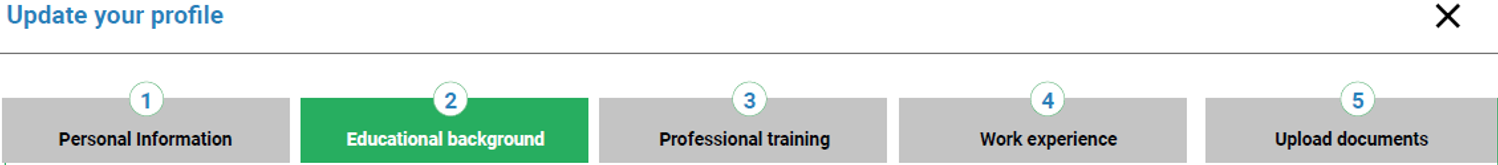 Update your profile
1 2 3 4 5
Personal Information Educational background Professional training Work experience Upload documents